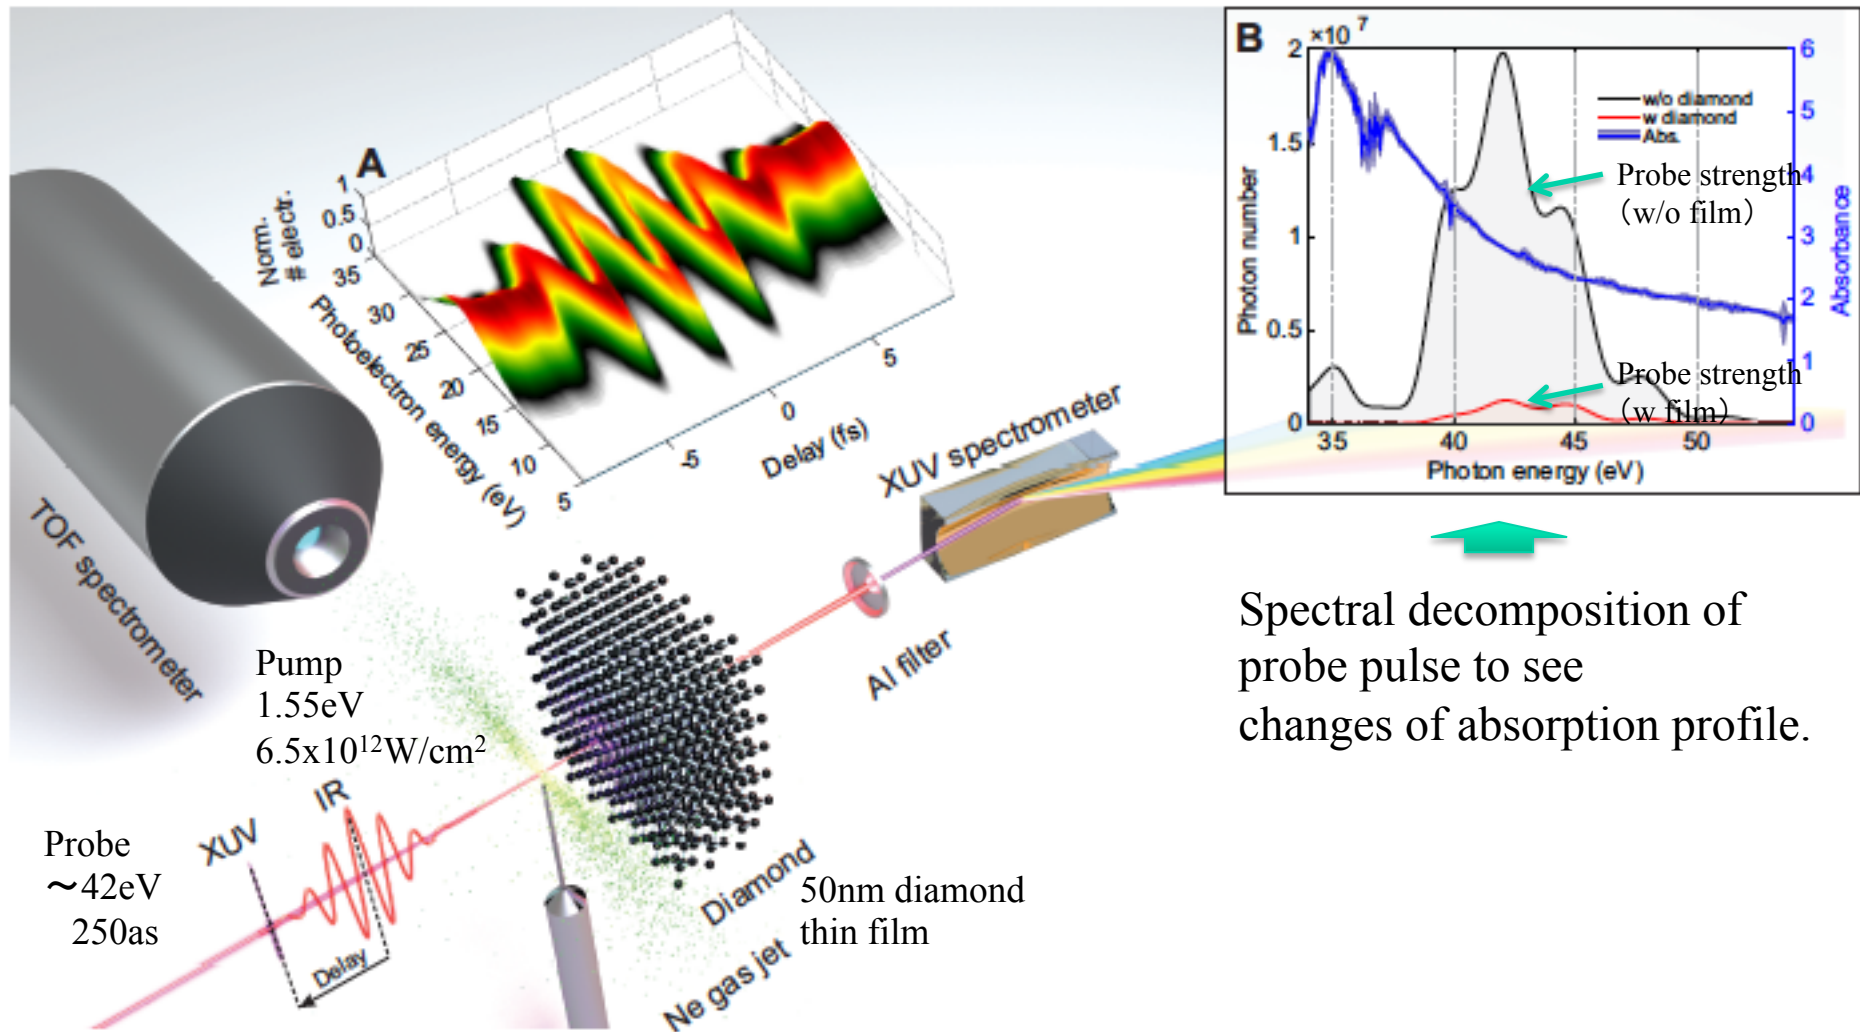 A
1
0.5
0
Norm.
# electr.
35
30
25
20
15
10
5
Photoelectron energy (eV)
-5
0
5
Delay (fs)
TOF spectrometer
XUV spectrometer
Al filter
Pump
1.55eV
6.5x10¹²W/cm²
Probe
〜42eV
250as
XUV
IR
Delay
Diamond
50nm diamond
thin film
Ne gas jet
B
×10 ⁷
2
1.5
1
0.5
0
Photon number
w/o diamond
w diamond
Abs.
Probe strength
(w/o film)
Probe strength
(w film)
6
5
4
3
2
1
0
Absorbance
35
40
45
50
Photon energy (eV)
Spectral decomposition of
probe pulse to see
changes of absorption profile.